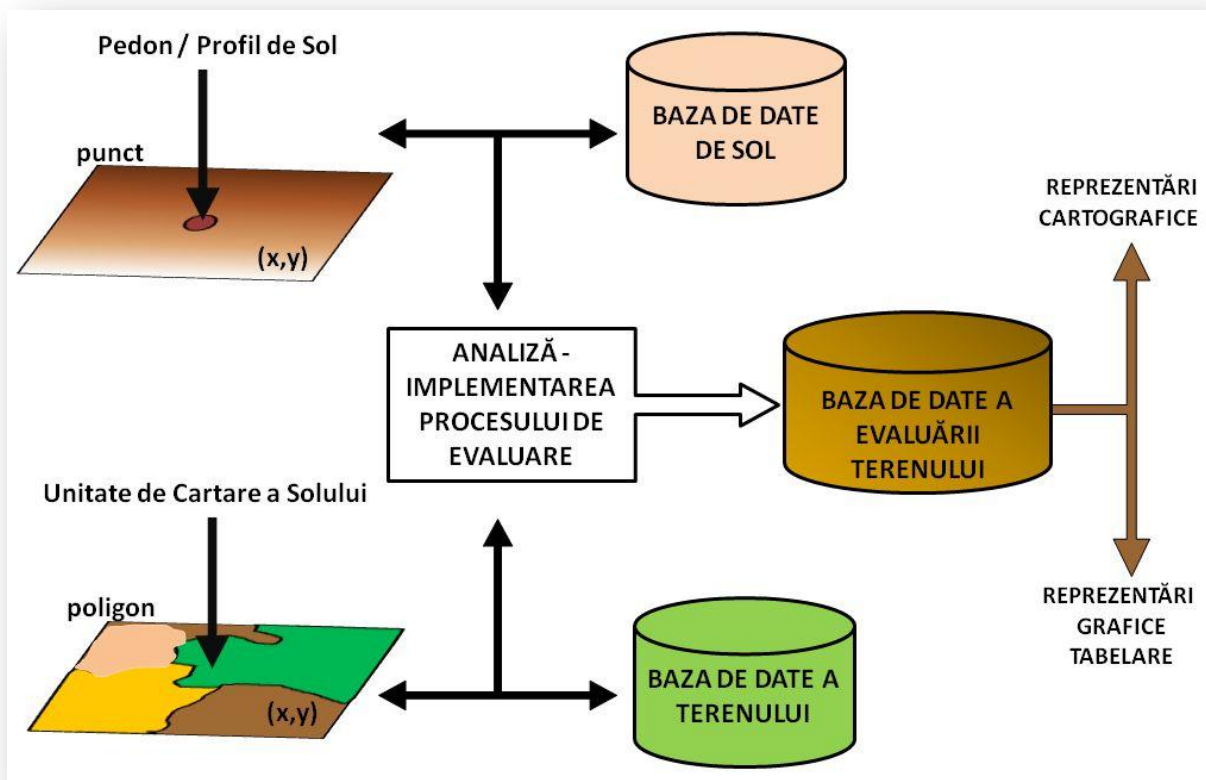 Pedon / Profil de Sol
punct
(x,y)
BAZA DE DATE
DE SOL
REPREZENTĂRI
CARTOGRAFICE
ANALIZĂ -
IMPLEMENTAREA
PROCESULUI DE
EVALUARE
BAZA DE DATE A
EVALUĂRII
TERENULUI
Unitate de Cartare a Solului
poligon
(x,y)
BAZA DE DATE A
TERENULUI
REPREZENTĂRI
GRAFICE
TABELARE